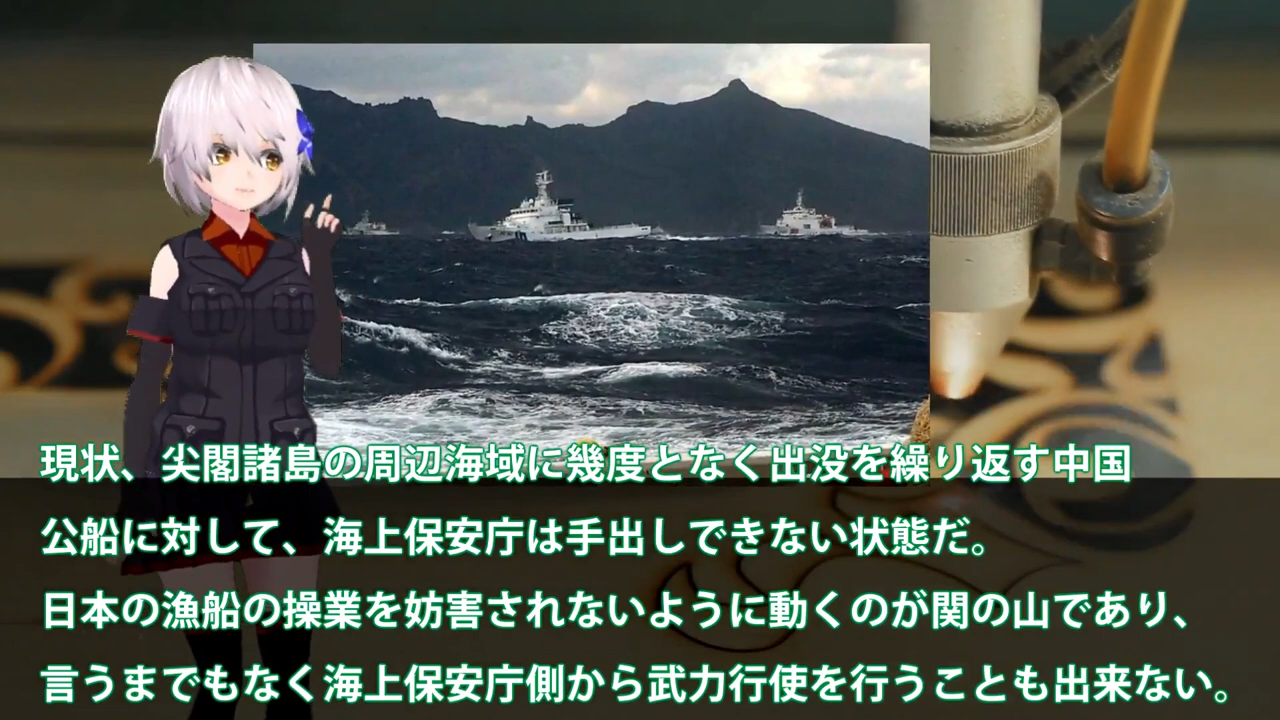 現状、尖閣諸島の周辺海域に幾度となく出没を繰り返す中国
公船に対して、海上保安庁は手出しできない状態だ。
日本の漁船の操業を妨害されないように動くのが関の山であり、
言うまでもなく海上保安庁側から武力行使を行うことも出来ない。